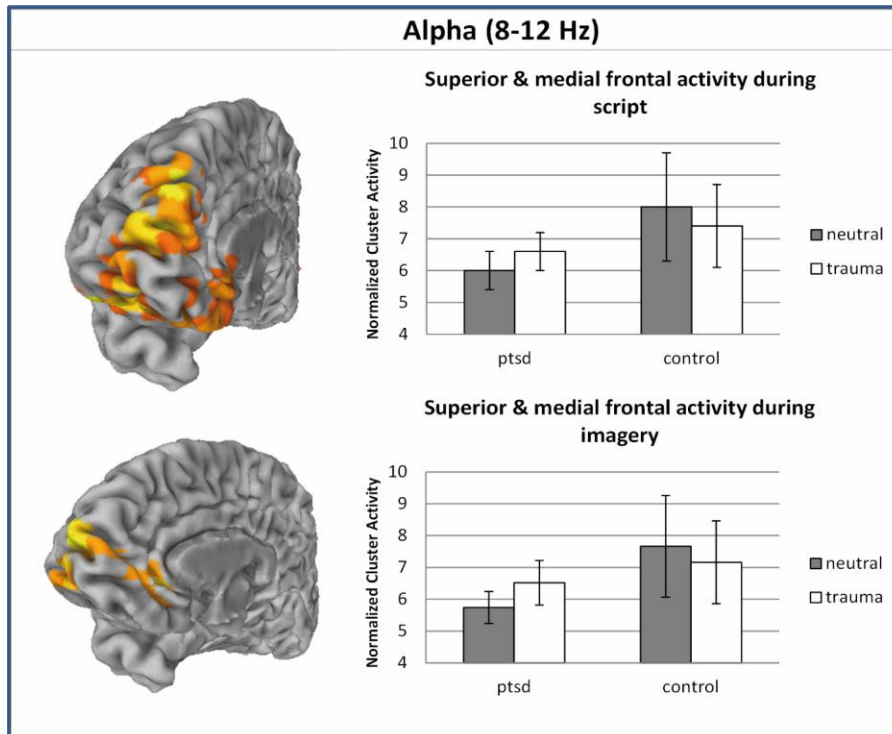 Alpha (8-12 Hz)
Superior & medial frontal activity during
script
Normalized Cluster Activity
10
9
8
7
6
5
4
ptsd
control
neutral
trauma
Superior & medial frontal activity during
imagery
Normalized Cluster Activity
10
9
8
7
6
5
4
ptsd
control
neutral
trauma